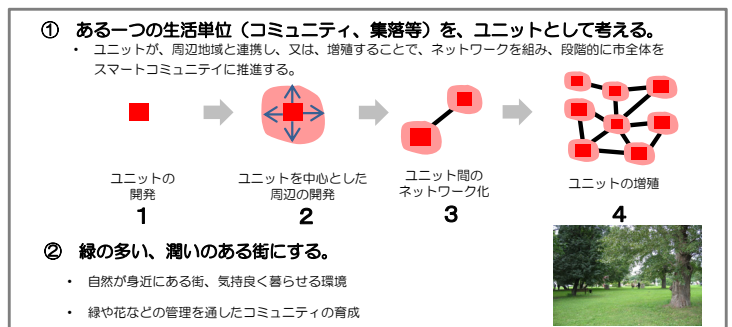 ① ある一つの生活単位（コミュニティ、集落等）を、ユニットとして考える。
・ ユニットが、周辺地域と連携し、又は、増殖することで、ネットワークを組み、段階的に市全体を
スマートコミュニテイに推進する。
ユニットの
開発
1
ユニットを中心とした
周辺の開発
2
ユニット間の
ネットワーク化
3
ユニットの増殖
4
② 緑の多い、潤いのある街にする。
・ 自然が身近にある街、気持良く暮らせる環境
・ 緑や花などの管理を通したコミュニティの育成